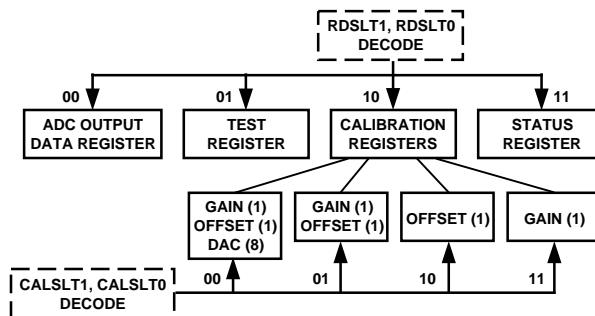 RDSLT1, RDSLT0
DECODE
00
01
10
11
ADC OUTPUT
DATA REGISTER
TEST
REGISTER
CALIBRATION
REGISTERS
STATUS
REGISTER
GAIN (1)
OFFSET (1)
DAC (8)
GAIN (1)
OFFSET (1)
OFFSET (1)
GAIN (1)
CALSLT1, CALSLT0
DECODE
00
01
10
11